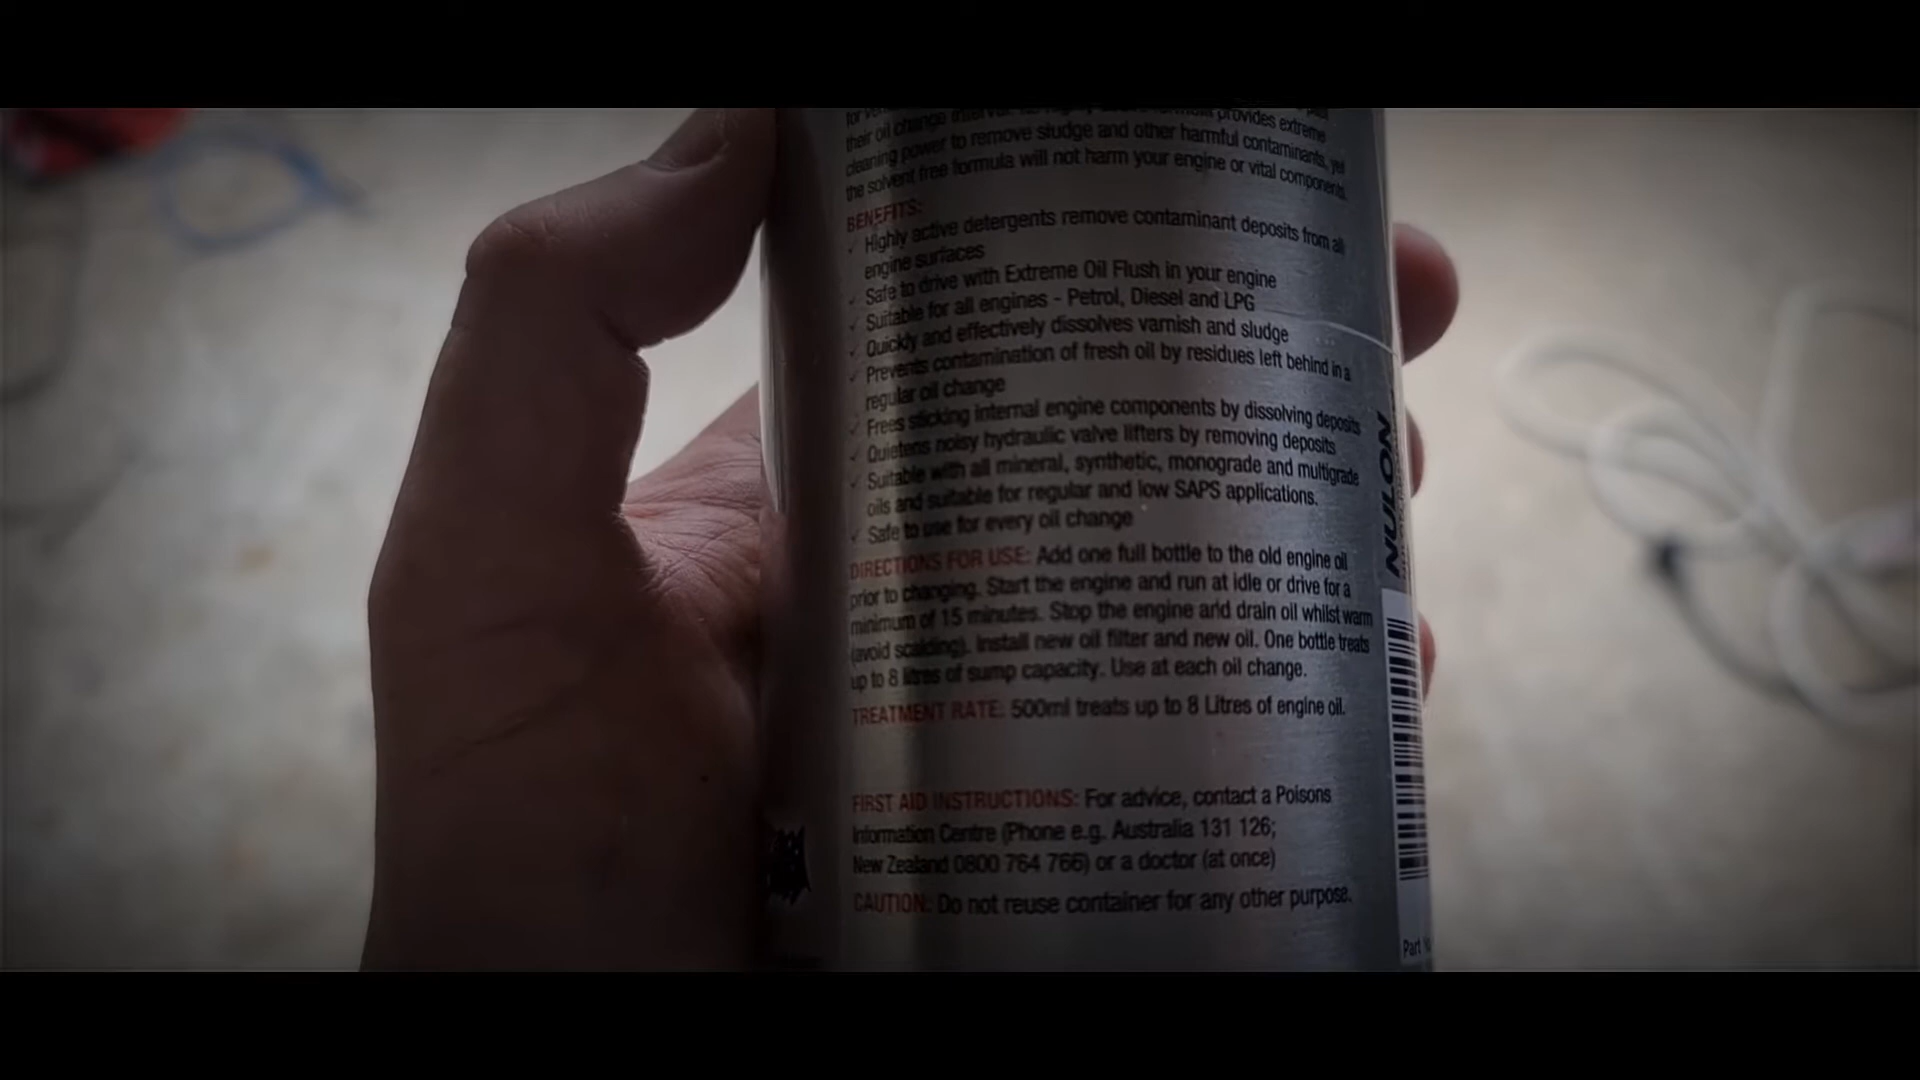 their oil change provides extreme
cleaning power to remove sludge and other harmful contaminants, yet
the solvent free formula will not harm your engine or vital components.
BENEFITS:
✓ Highly active detergents remove contaminant deposits from all
engine surfaces
✓ Safe to drive with Extreme Oil Flush in your engine
✓ Suitable for all engines - Petrol, Diesel and LPG
✓ Quickly and effectively dissolves varnish and sludge
✓ Prevents contamination of fresh oil by residues left behind in a
regular oil change
✓ Frees sticking internal engine components by dissolving deposits
✓ Quietens noisy hydraulic valve lifters by removing deposits
✓ Suitable with all mineral, synthetic, monograde and multigrade
oils and suitable for regular and low SAPS applications.
✓ Safe to use for every oil change
DIRECTIONS FOR USE: Add one full bottle to the old engine oil
prior to changing. Start the engine and run at idle or drive for a
minimum of 15 minutes. Stop the engine and drain oil whilst warm
(avoid scalding). Install new oil filter and new oil. One bottle treats
up to 8 litres of sump capacity. Use at each oil change.
TREATMENT RATE: 500ml treats up to 8 Litres of engine oil.
FIRST AID INSTRUCTIONS: For advice, contact a Poisons
Information Centre (Phone e.g. Australia 131 126;
New Zealand 0800 764 766) or a doctor (at once)
CAUTION: Do not reuse container for any other purpose.
NULON
Part